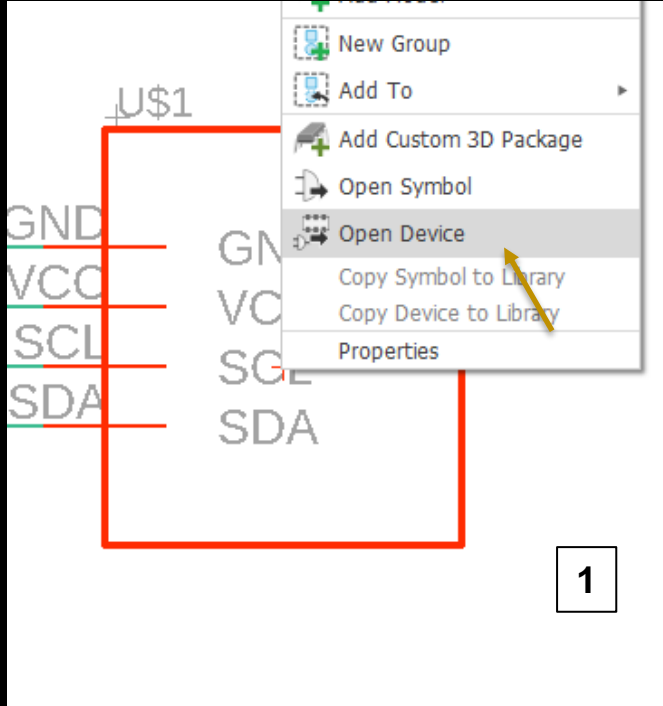 New Group
Add To
U$1
Add Custom 3D Package
Open Symbol
GND
Open Device
VCC
Copy Symbol to Library
Copy Device to Library
SCL
Properties
SCL
SDA
SDA
1